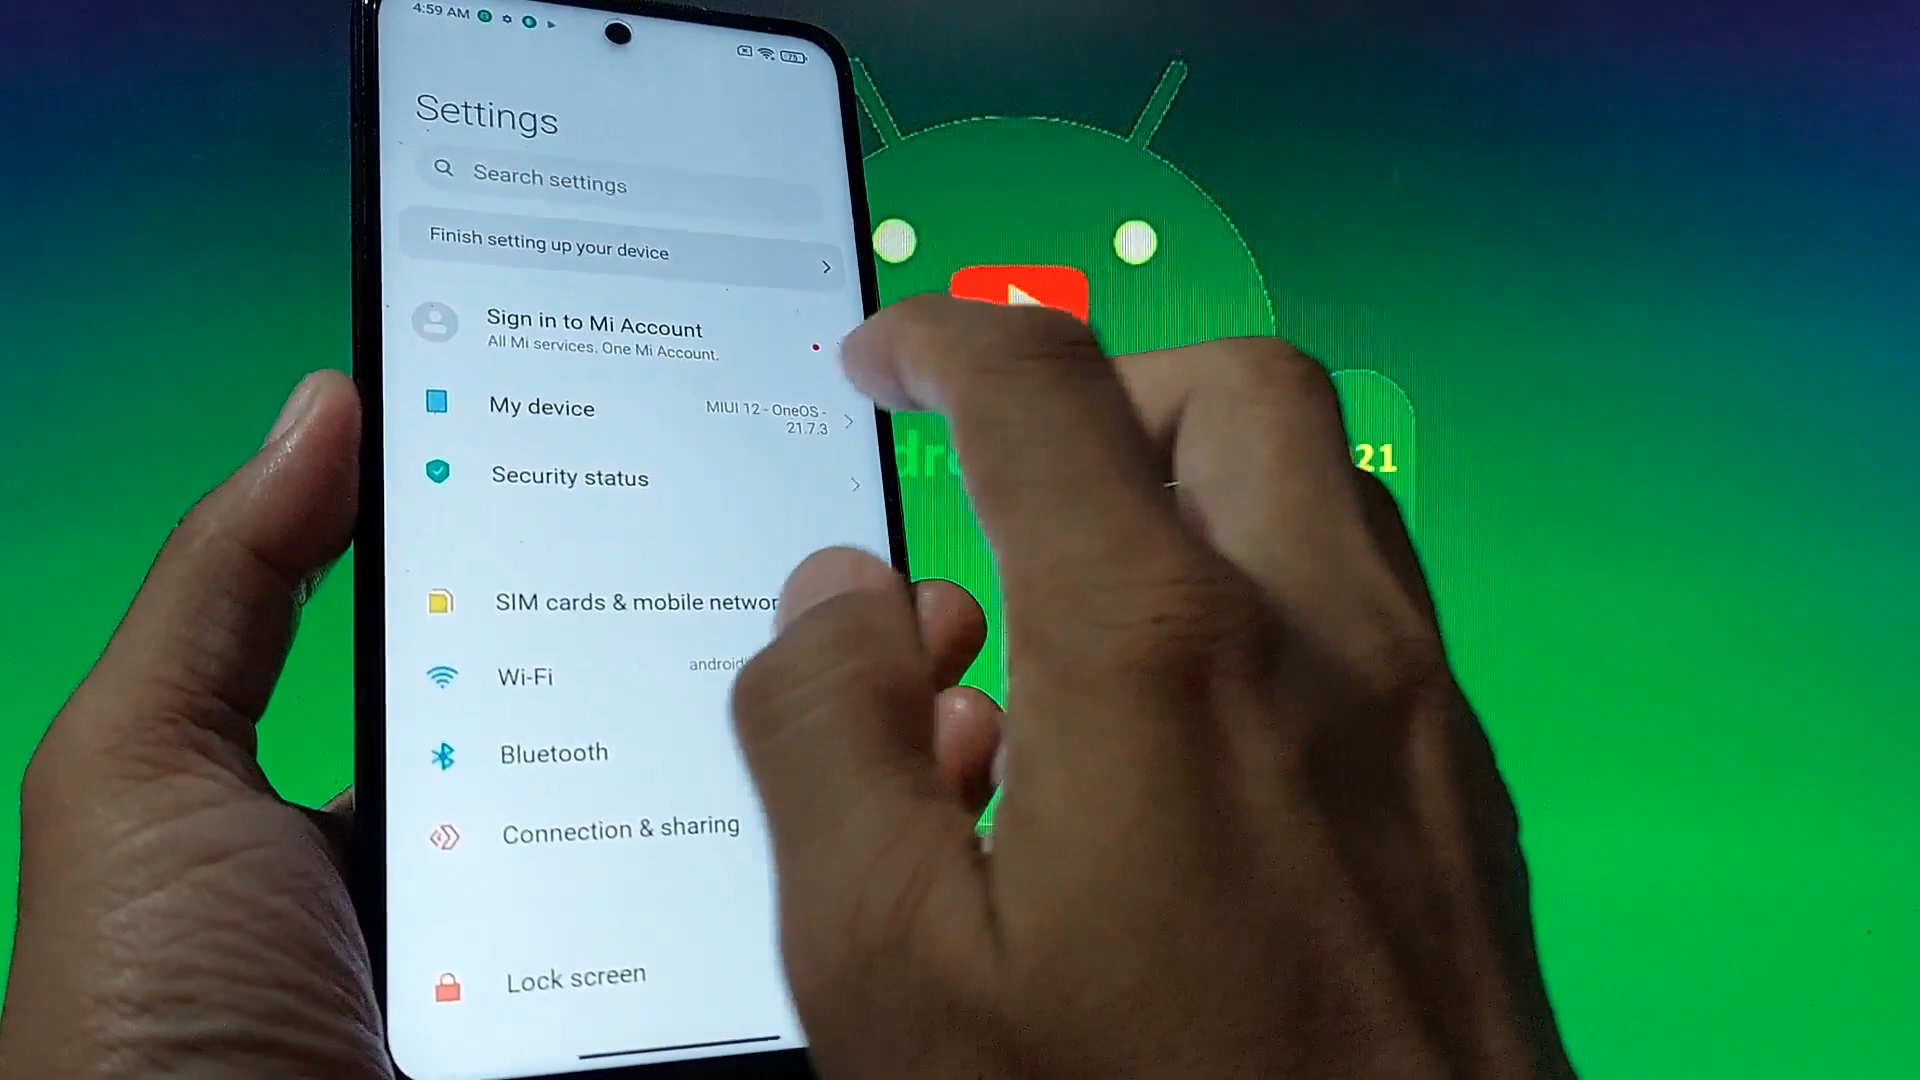 4:59 AM
75
Settings
Search settings
Finish setting up your device
Sign in to Mi Account
All Mi services. One Mi Account.
My device
MIUI 12 - OneOS -
21.7.3
Security status
SIM cards & mobile networ
Wi-Fi
android
Bluetooth
Connection & sharing
Lock screen
dr
21